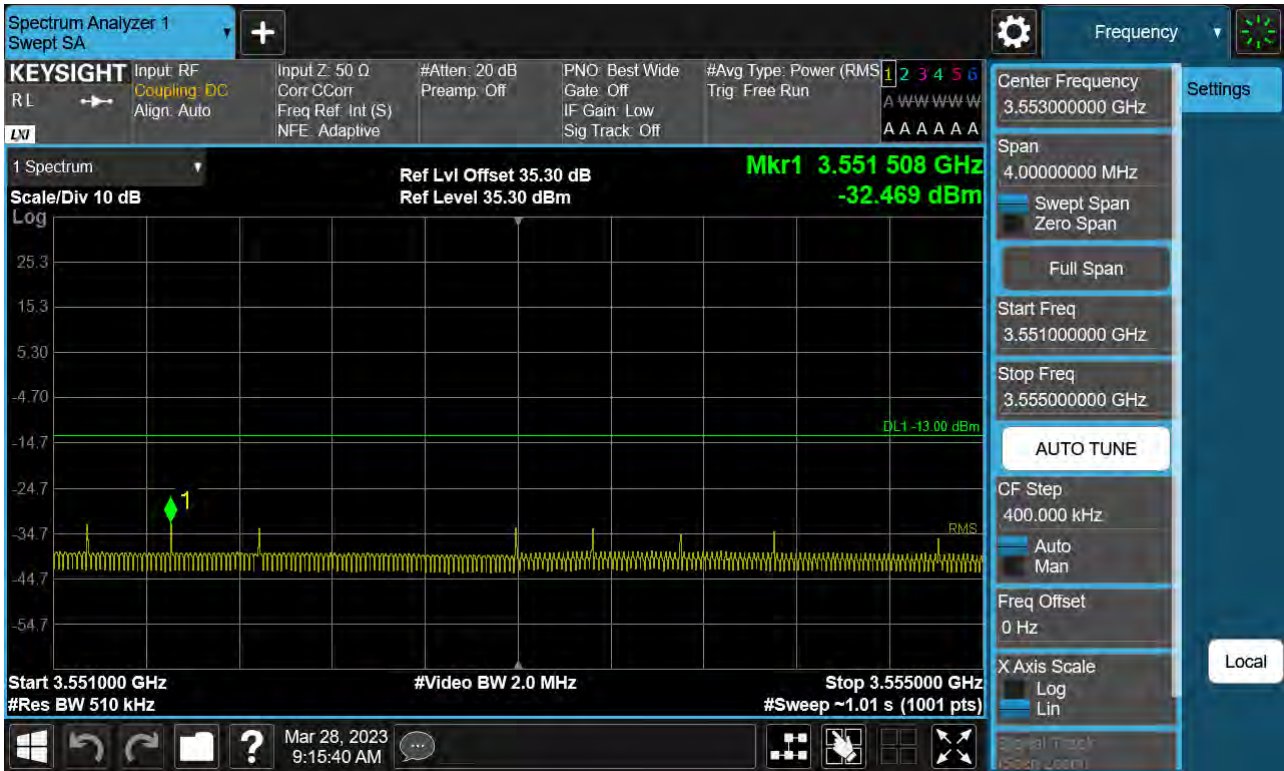 Spectrum Analyzer 1
Swept SA
+
Frequency
KEYSIGHT
RL
LXI
Input: RF
Coupling: DC
Align: Auto
Input Z: 50 Ω
Corr CCorr
Freq Ref: Int (S)
NFE: Adaptive
#Atten: 20 dB
Preamp: Off
PNO: Best Wide
Gate: Off
IF Gain: Low
Sig Track: Off
#Avg Type: Power (RMS
Trig: Free Run
1 2 3 4 5 6
A W W W W W
A A A A A A
1 Spectrum
Scale/Div 10 dB
Log
Ref Lvl Offset 35.30 dB
Ref Level 35.30 dBm
Mkr1 3.551 508 GHz
-32.469 dBm
25.3
15.3
5.30
-4.70
-14.7
-24.7
-34.7
-44.7
-54.7
DL1 -13.00 dBm
1
RMS
Start 3.551000 GHz
#Res BW 510 kHz
#Video BW 2.0 MHz
Stop 3.555000 GHz
#Sweep ~1.01 s (1001 pts)
Center Frequency
3.553000000 GHz
Settings
Span
4.00000000 MHz
Swept Span
Zero Span
Full Span
Start Freq
3.551000000 GHz
Stop Freq
3.555000000 GHz
AUTO TUNE
CF Step
400.000 kHz
Auto
Man
Freq Offset
0 Hz
X Axis Scale
Log
Lin
Signal Track
(Span Zoom)
Local
?
Mar 28, 2023
9:15:40 AM